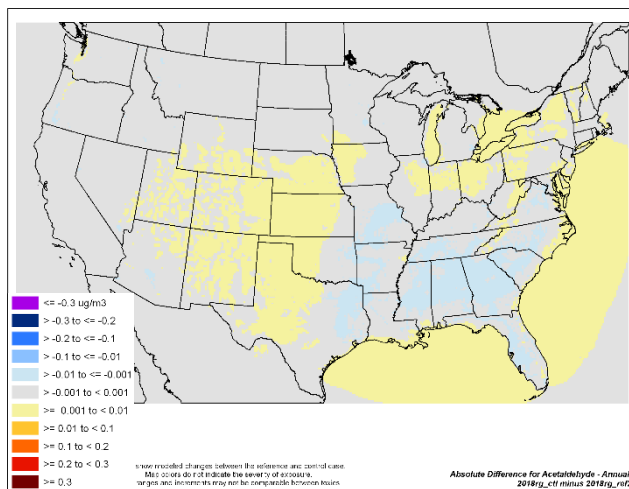 <= -0.3 ug/m3
> -0.3 to <= -0.2
> -0.2 to <= -0.1
> -0.1 to <= -0.01
> -0.01 to <= -0.001
> -0.001 to < 0.001
>= 0.001 to < 0.01
>= 0.01 to < 0.1
>= 0.1 to < 0.2
>= 0.2 to < 0.3
>= 0.3
show modeled changes between the reference and control case.
Map colors do not indicate the severity of exposure.
ranges and increments may not be comparable between toxics
Absolute Difference for Acetaldehyde - Annual
2018rg_ctl minus 2018rg_ref